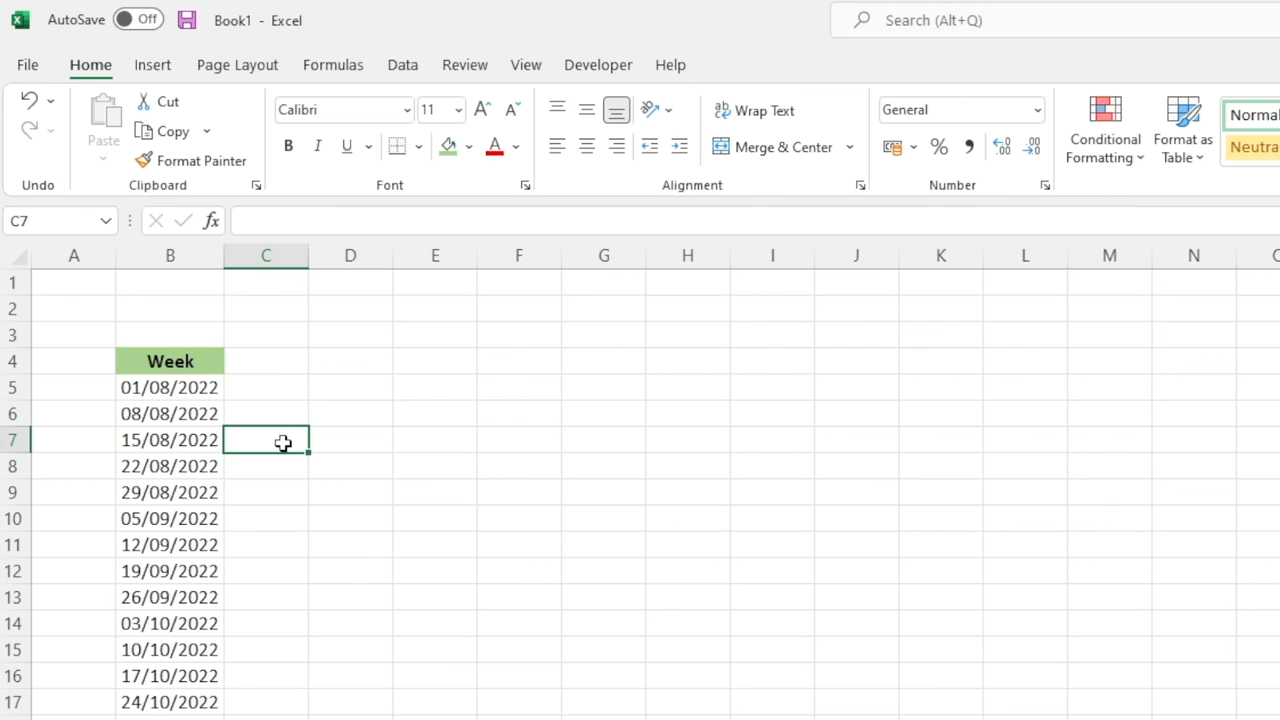 AutoSave Off Book1 - Excel Search (Alt+Q)
File Home Insert Page Layout Formulas Data Review View Developer Help
Paste
Cut
Copy
Format Painter
Calibri 11
B I U
Wrap Text
Merge & Center
General
Conditional
Formatting
Format as
Table
Normal
Undo Clipboard Font Alignment Number
C7 fx
A B C D E F G H I J K L M N
1
2
3
4 Week
5 01/08/2022
6 08/08/2022
7 15/08/2022
8 22/08/2022
9 29/08/2022
10 05/09/2022
11 12/09/2022
12 19/09/2022
13 26/09/2022
14 03/10/2022
15 10/10/2022
16 17/10/2022
17 24/10/2022